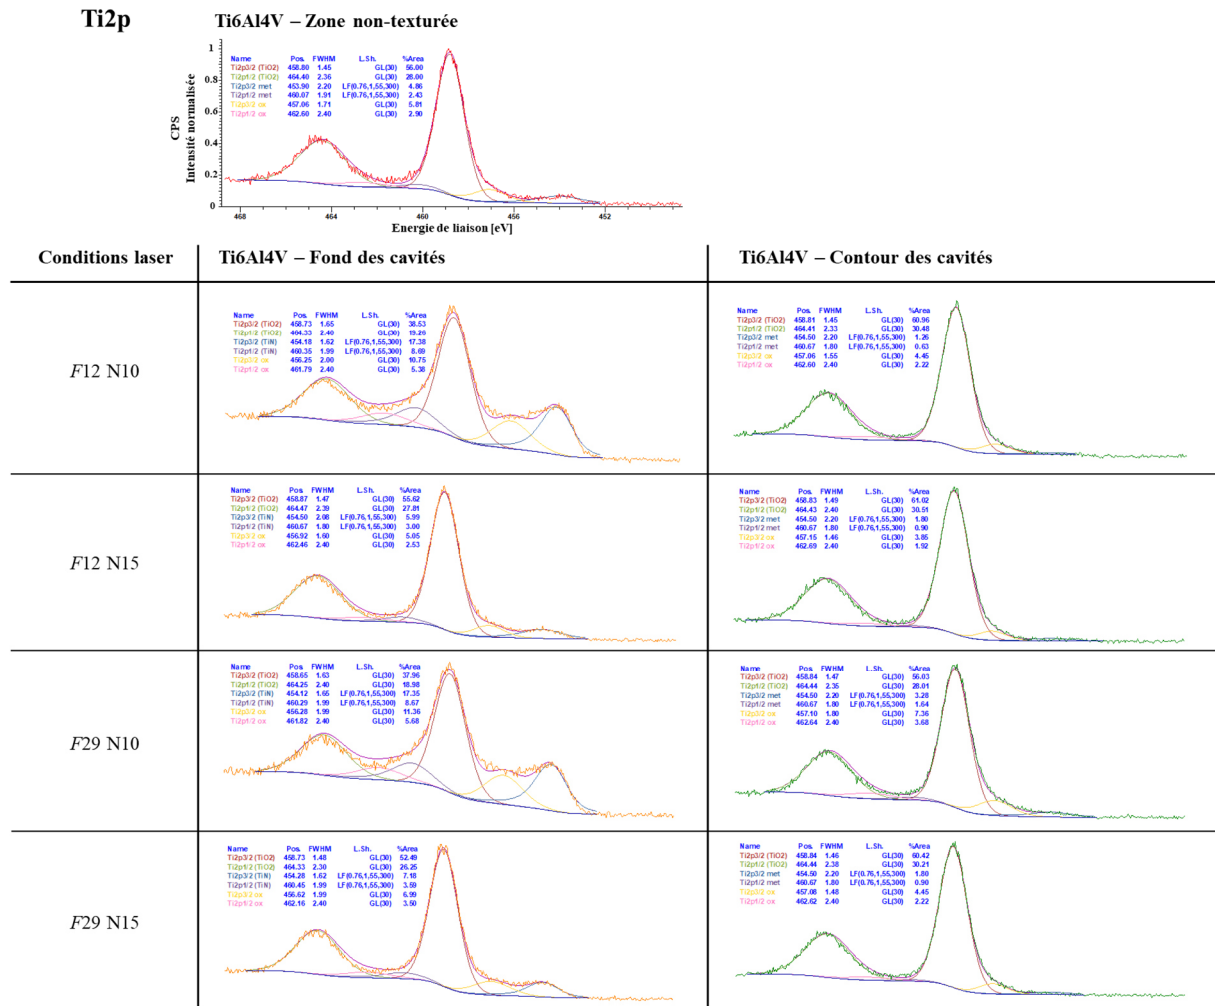 Ti2p
Ti6Al4V – Zone non-texturée
Name Pos. FWHM L.Sh. %Area
Ti2p3/2 (TiO2) 458.80 1.45 GL(30) 56.00
Ti2p1/2 (TiO2) 464.40 2.36 GL(30) 28.00
Ti2p3/2 met 453.90 2.20 LF(0.76,1,55,300) 4.86
Ti2p1/2 met 460.07 1.91 LF(0.76,1,55,300) 2.43
Ti2p3/2 ox 457.06 1.71 GL(30) 5.81
Ti2p1/2 ox 462.60 2.40 GL(30) 2.90
CPS
Intensité normalisée
1
0.8
0.6
0.4
0.2
0
468 464 460 456 452
Energie de liaison [eV]
Conditions laser
Ti6Al4V – Fond des cavités
Ti6Al4V – Contour des cavités
F12 N10
Name Pos. FWHM L.Sh. %Area
Ti2p3/2 (TiO2) 458.73 1.65 GL(30) 38.53
Ti2p1/2 (TiO2) 464.33 2.40 GL(30) 19.26
Ti2p3/2 (TiN) 454.18 1.62 LF(0.76,1,55,300) 17.38
Ti2p1/2 (TiN) 460.35 1.99 LF(0.76,1,55,300) 8.69
Ti2p3/2 ox 456.25 2.00 GL(30) 10.75
Ti2p1/2 ox 461.79 2.40 GL(30) 5.38
Name Pos. FWHM L.Sh. %Area
Ti2p3/2 (TiO2) 458.81 1.45 GL(30) 60.96
Ti2p1/2 (TiO2) 464.41 2.33 GL(30) 30.48
Ti2p3/2 met 454.50 2.20 LF(0.76,1,55,300) 1.26
Ti2p1/2 met 460.67 1.80 LF(0.76,1,55,300) 0.63
Ti2p3/2 ox 457.06 1.55 GL(30) 4.45
Ti2p1/2 ox 462.60 2.40 GL(30) 2.22
F12 N15
Name Pos. FWHM L.Sh. %Area
Ti2p3/2 (TiO2) 458.87 1.47 GL(30) 55.62
Ti2p1/2 (TiO2) 464.47 2.39 GL(30) 27.81
Ti2p3/2 (TiN) 454.50 2.08 LF(0.76,1,55,300) 5.99
Ti2p1/2 (TiN) 460.67 1.80 LF(0.76,1,55,300) 3.00
Ti2p3/2 ox 456.92 1.60 GL(30) 5.05
Ti2p1/2 ox 462.46 2.40 GL(30) 2.53
Name Pos. FWHM L.Sh. %Area
Ti2p3/2 (TiO2) 458.83 1.49 GL(30) 61.02
Ti2p1/2 (TiO2) 464.43 2.40 GL(30) 30.51
Ti2p3/2 met 454.50 2.20 LF(0.76,1,55,300) 1.80
Ti2p1/2 met 460.67 1.80 LF(0.76,1,55,300) 0.90
Ti2p3/2 ox 457.15 1.46 GL(30) 3.85
Ti2p1/2 ox 462.69 2.40 GL(30) 1.92
F29 N10
Name Pos. FWHM L.Sh. %Area
Ti2p3/2 (TiO2) 458.65 1.63 GL(30) 37.96
Ti2p1/2 (TiO2) 464.25 2.40 GL(30) 18.98
Ti2p3/2 (TiN) 454.12 1.65 LF(0.76,1,55,300) 17.35
Ti2p1/2 (TiN) 460.29 1.99 LF(0.76,1,55,300) 8.67
Ti2p3/2 ox 456.28 1.99 GL(30) 11.36
Ti2p1/2 ox 461.82 2.40 GL(30) 5.68
Name Pos. FWHM L.Sh. %Area
Ti2p3/2 (TiO2) 458.84 1.47 GL(30) 56.03
Ti2p1/2 (TiO2) 464.44 2.35 GL(30) 28.01
Ti2p3/2 met 454.50 2.20 LF(0.76,1,55,300) 3.28
Ti2p1/2 met 460.67 1.80 LF(0.76,1,55,300) 1.64
Ti2p3/2 ox 457.10 1.80 GL(30) 7.36
Ti2p1/2 ox 462.64 2.40 GL(30) 3.68
F29 N15
Name Pos. FWHM L.Sh. %Area
Ti2p3/2 (TiO2) 458.73 1.48 GL(30) 52.49
Ti2p1/2 (TiO2) 464.33 2.30 GL(30) 26.25
Ti2p3/2 (TiN) 454.28 1.62 LF(0.76,1,55,300) 7.18
Ti2p1/2 (TiN) 460.45 1.99 LF(0.76,1,55,300) 3.59
Ti2p3/2 ox 456.62 1.99 GL(30) 6.99
Ti2p1/2 ox 462.16 2.40 GL(30) 3.50
Name Pos. FWHM L.Sh. %Area
Ti2p3/2 (TiO2) 458.84 1.46 GL(30) 60.42
Ti2p1/2 (TiO2) 464.44 2.38 GL(30) 30.21
Ti2p3/2 met 454.50 2.20 LF(0.76,1,55,300) 1.80
Ti2p1/2 met 460.67 1.80 LF(0.76,1,55,300) 0.90
Ti2p3/2 ox 457.08 1.48 GL(30) 4.45
Ti2p1/2 ox 462.62 2.40 GL(30) 2.22